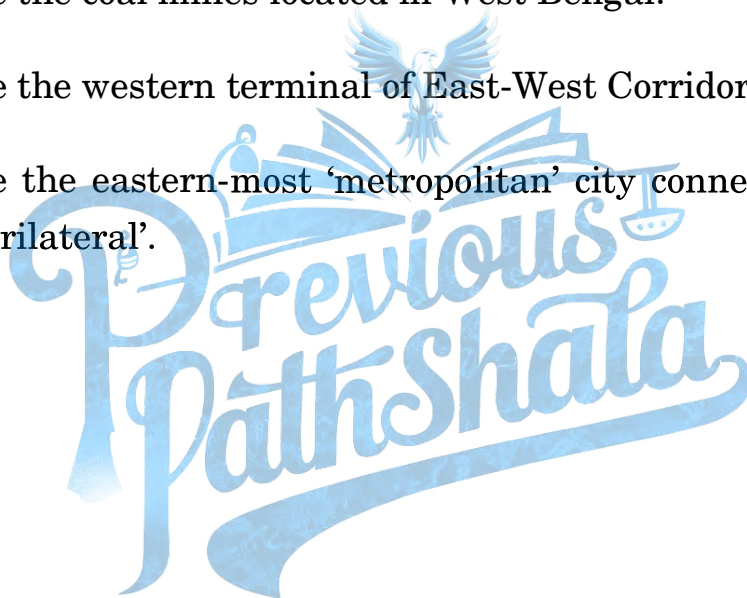 e the coal mines located in West Bengal.
e the western terminal of East-West Corridor
e the eastern-most ‘metropolitan’ city conne
rilateral’.
Previous
PathShala